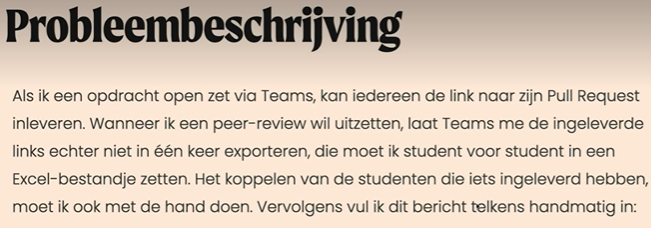 Probleembeschrijving
Als ik een opdracht open zet via Teams, kan iedereen de link naar zijn Pull Request
inleveren. Wanneer ik een peer-review wil uitzetten, laat Teams me de ingeleverde
links echter niet in één keer exporteren, die moet ik student voor student in een
Excel-bestandje zetten. Het koppelen van de studenten die iets ingeleverd hebben,
moet ik ook met de hand doen. Vervolgens vul ik dit bericht telkens handmatig in: